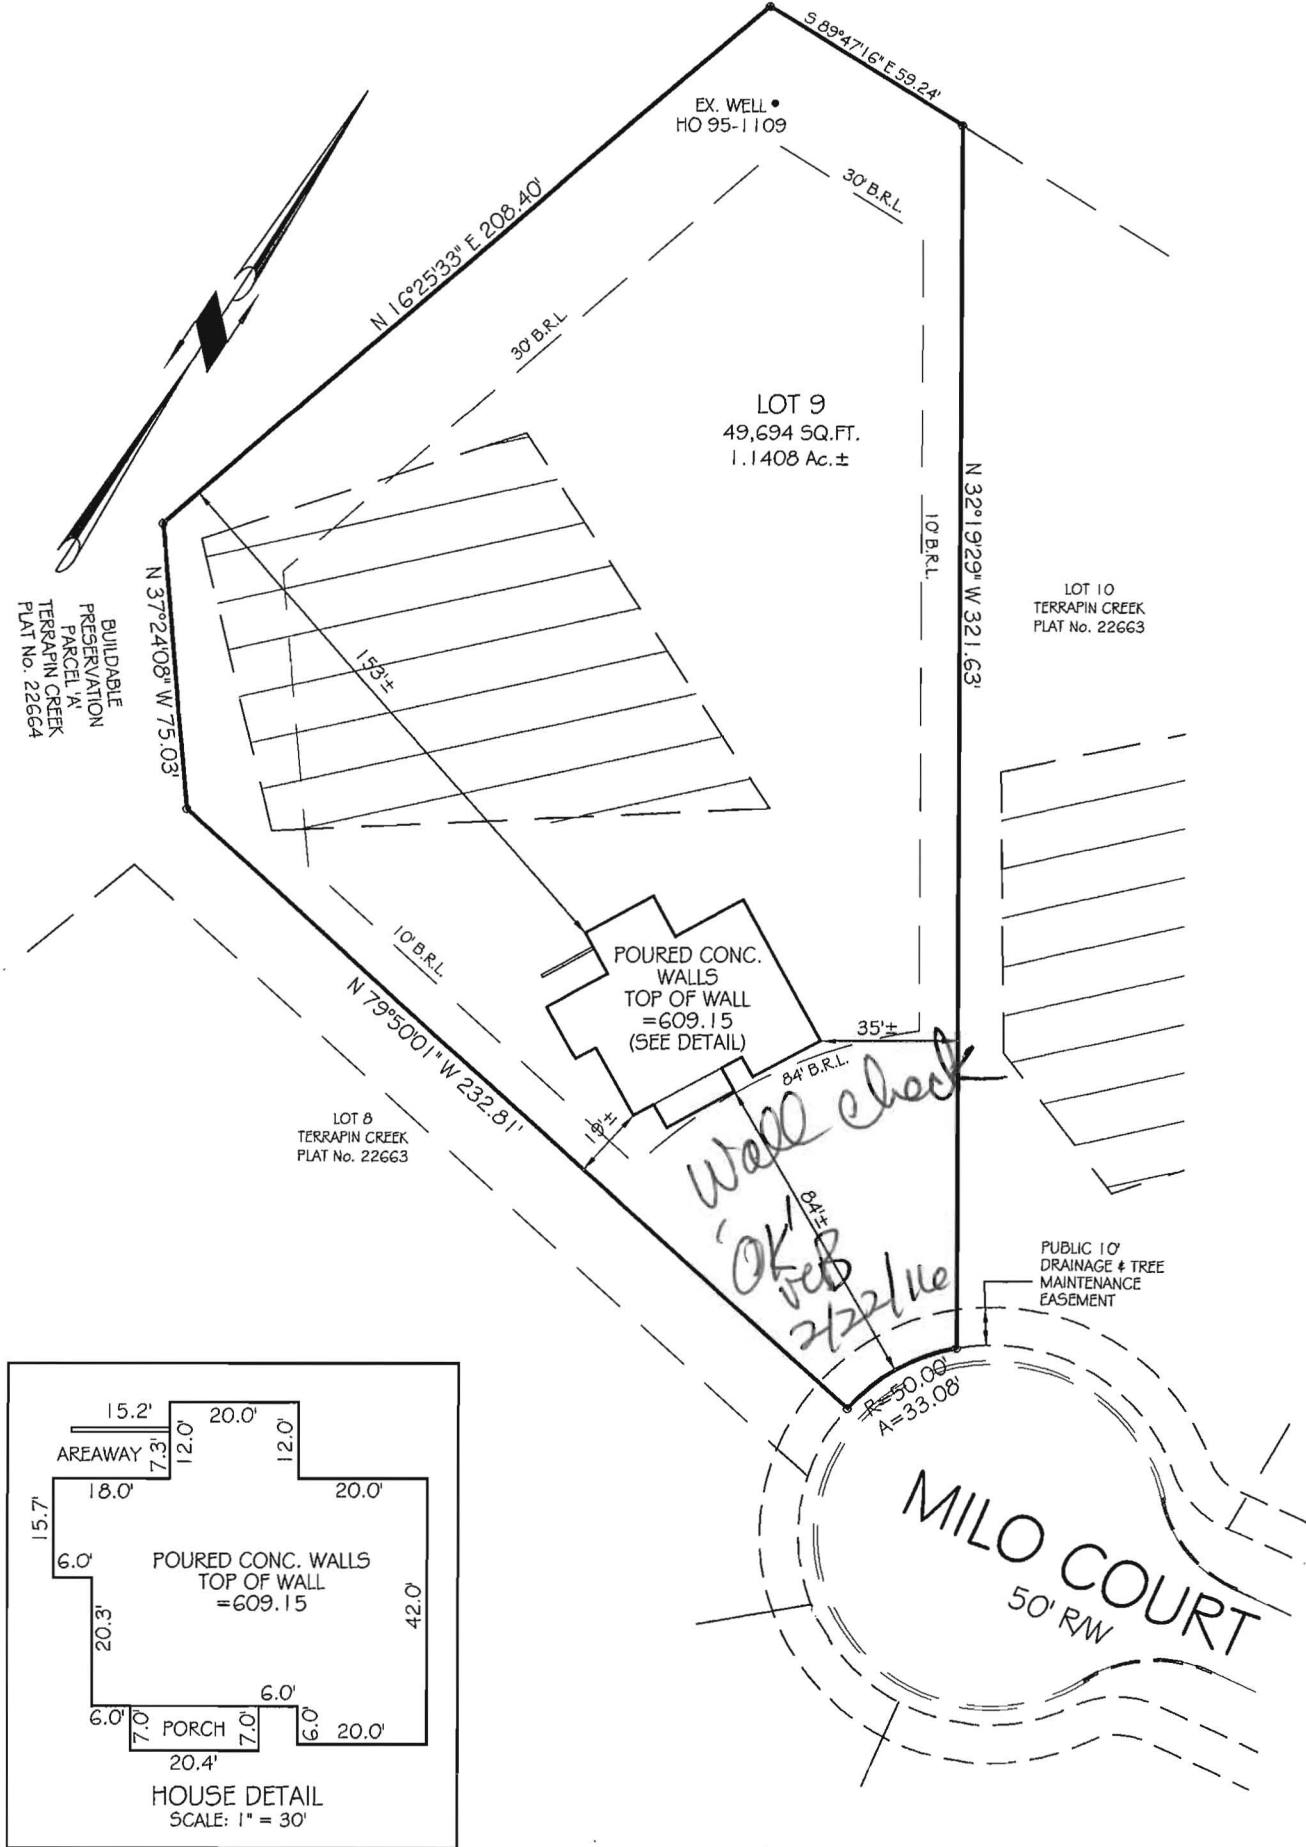 S 89°47'16" E 59.24'
EX. WELL
HO 95-1109
30' B.R.L.
N 16°25'33" E 208.40'
30' B.R.L.
LOT 9
49,694 SQ.FT.
1.1408 Ac.±
N 32°19'29" W 321.63'
10' B.R.L.
LOT 10
TERRAPIN CREEK
PLAT No. 22663
N 37°24'08" W 75.03'
BUILDABLE
PRESERVATION
PARCEL 'A'
TERRAPIN CREEK
PLAT No. 22664
153'±
10' B.R.L.
N 79°50'01" W 232.81'
POURED CONC.
WALLS
TOP OF WALL
=609.15
(SEE DETAIL)
35'±
84' B.R.L.
LOT 8
TERRAPIN CREEK
PLAT No. 22663
Wall check
84'±
'OK'
2/22/16
PUBLIC 10'
DRAINAGE & TREE
MAINTENANCE
EASEMENT
R=50.00'
A=33.08'
MILO COURT
50' R/W
15.2'
20.0'
AREAWAY
7.3'
12.0'
12.0'
18.0'
20.0'
15.7'
6.0'
POURED CONC. WALLS
TOP OF WALL
=609.15
20.3'
42.0'
6.0'
6.0'
7.0'
PORCH
7.0'
6.0'
20.0'
20.4'
HOUSE DETAIL
SCALE: 1" = 30'